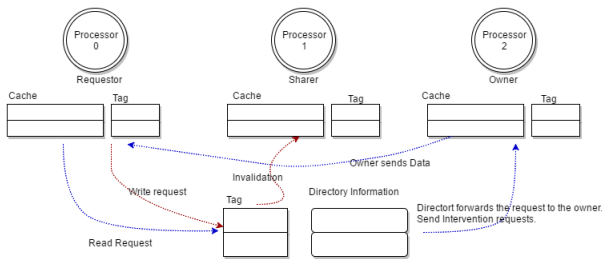 Processor
0
Processor
1
Processor
2
Requestor
Sharer
Owner
Cache
Tag
Cache
Tag
Cache
Tag
Owner sends Data
Invalidation
Write request
Tag
Directory Information
Directort forwards the request to the owner.
Send Intervention requests.
Read Request